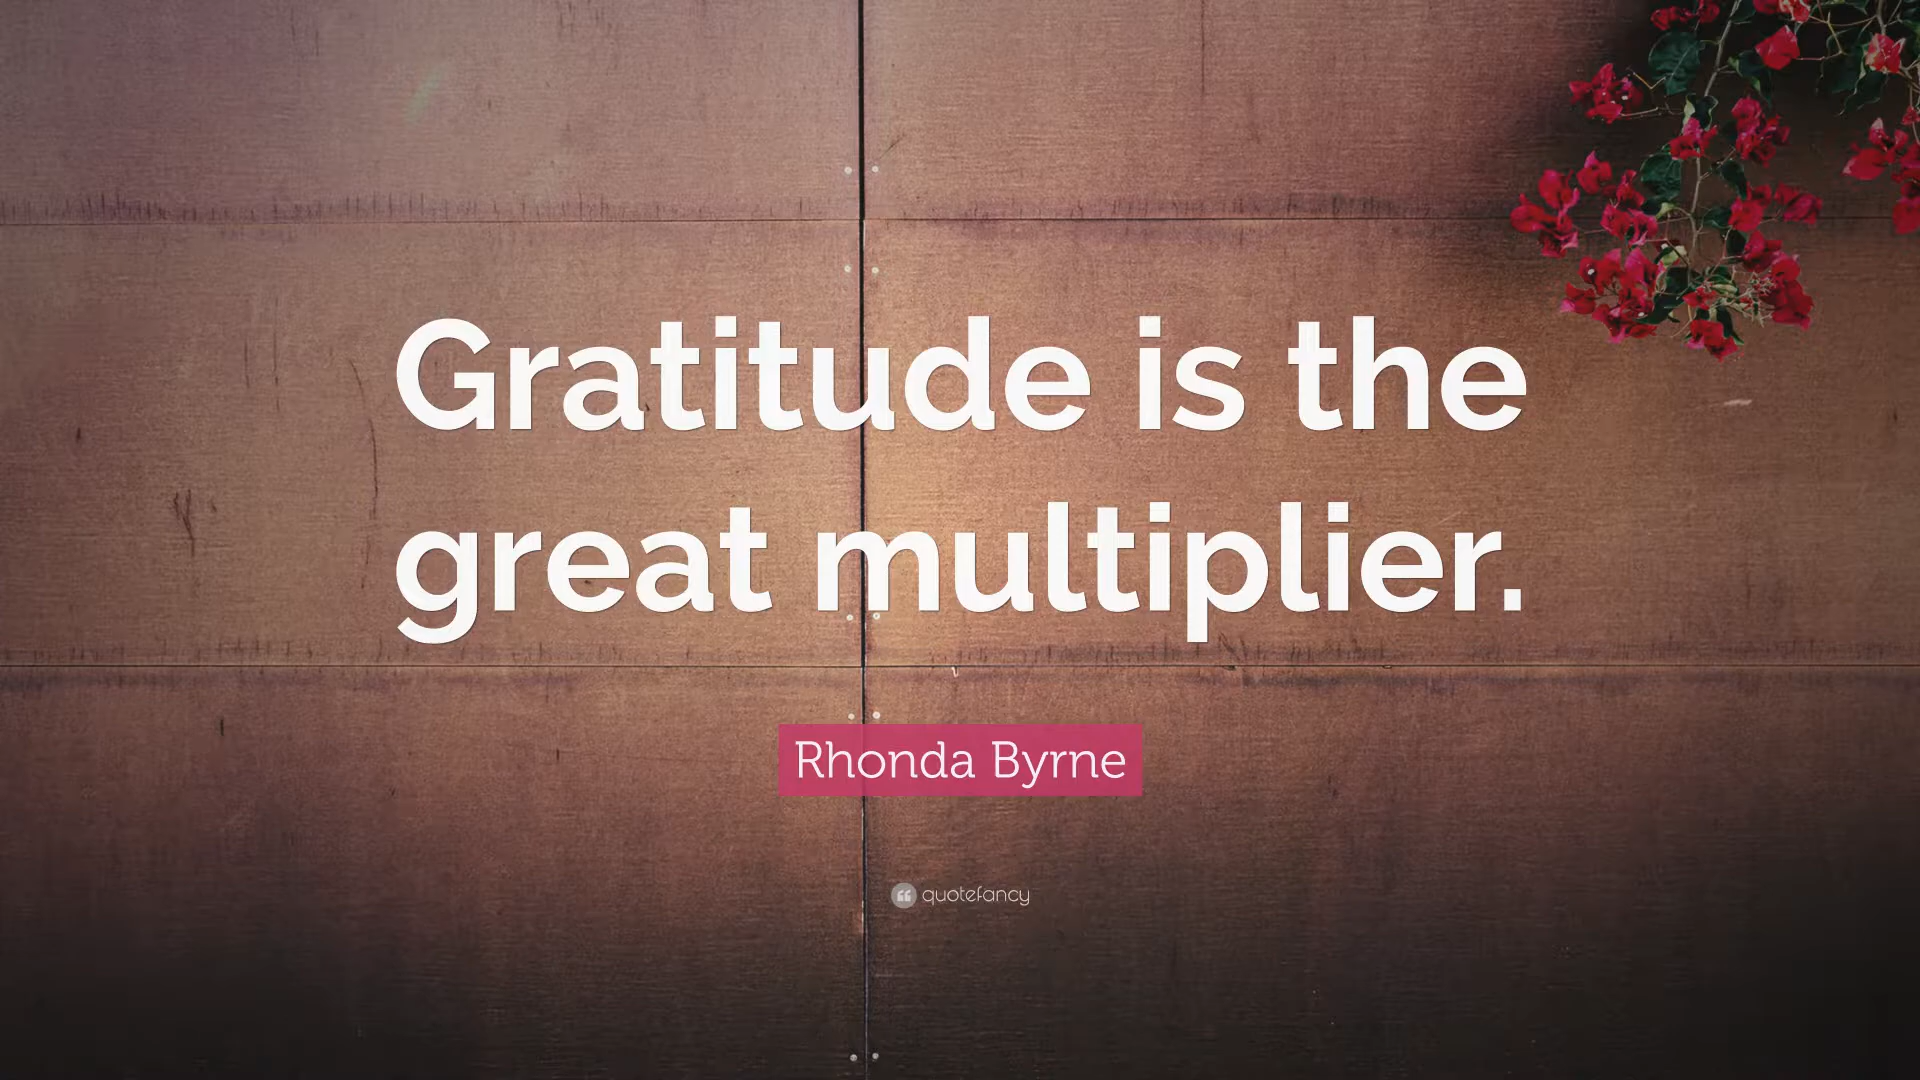 Gratitude is the
great multiplier.
Rhonda Byrne
quotefancy